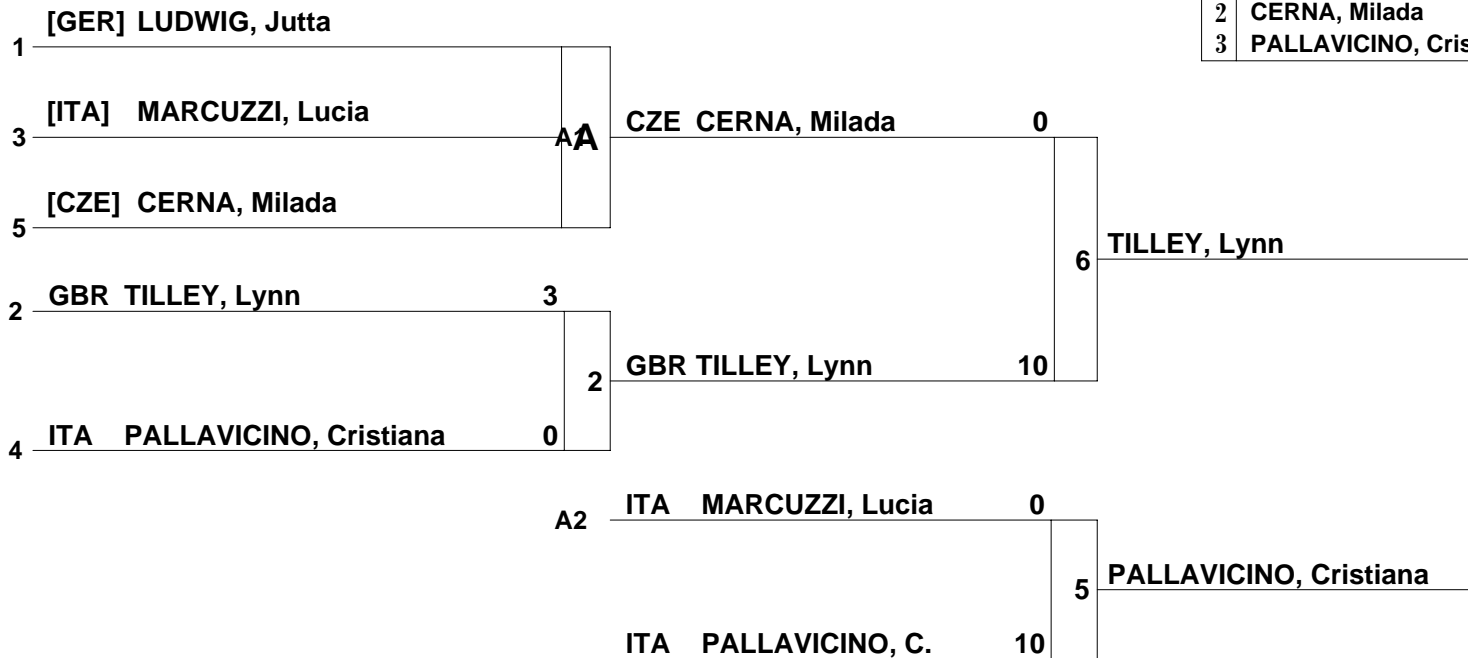 [GER] LUDWIG, Jutta
1
[ITA] MARCUZZI, Lucia
3
[CZE] CERNA, Milada
5
A1
A
GBR TILLEY, Lynn 3
2
2
ITA PALLAVICINO, Cristiana 0
4
CZE CERNA, Milada 0
GBR TILLEY, Lynn 10
6
TILLEY, Lynn
A2
ITA MARCUZZI, Lucia 0
5
PALLAVICINO, Cristiana
ITA PALLAVICINO, C. 10
2 CERNA, Milada
3 PALLAVICINO, Cris